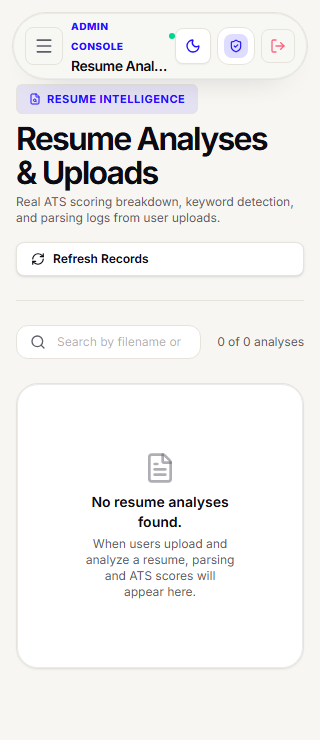 ADMIN
CONSOLE
Resume Anal...
RESUME INTELLIGENCE
Resume Analyses
& Uploads
Real ATS scoring breakdown, keyword detection,
and parsing logs from user uploads.
Refresh Records
Search by filename or
0 of 0 analyses
No resume analyses
found.
When users upload and
analyze a resume, parsing
and ATS scores will
appear here.